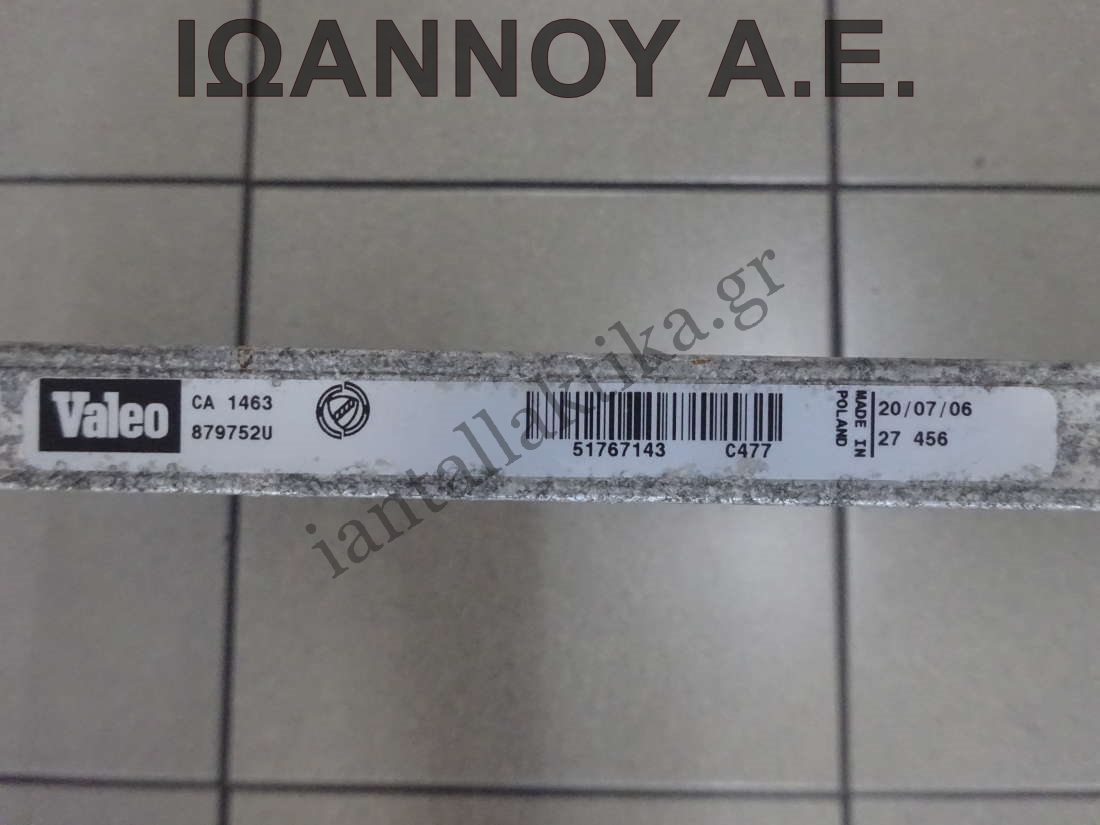 ΙΩΑΝΝΟΥ Α.Ε.
iantallaktika.gr
Valeo
CA 1463
879752U
51767143 C477
MADE IN
POLAND
20/07/06
27 456